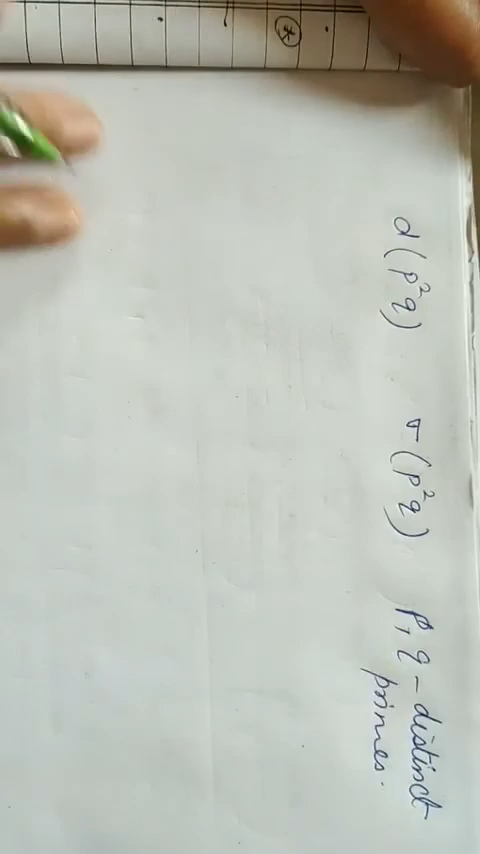 d(p²q) σ(p²q) p, q - distinct
primes.